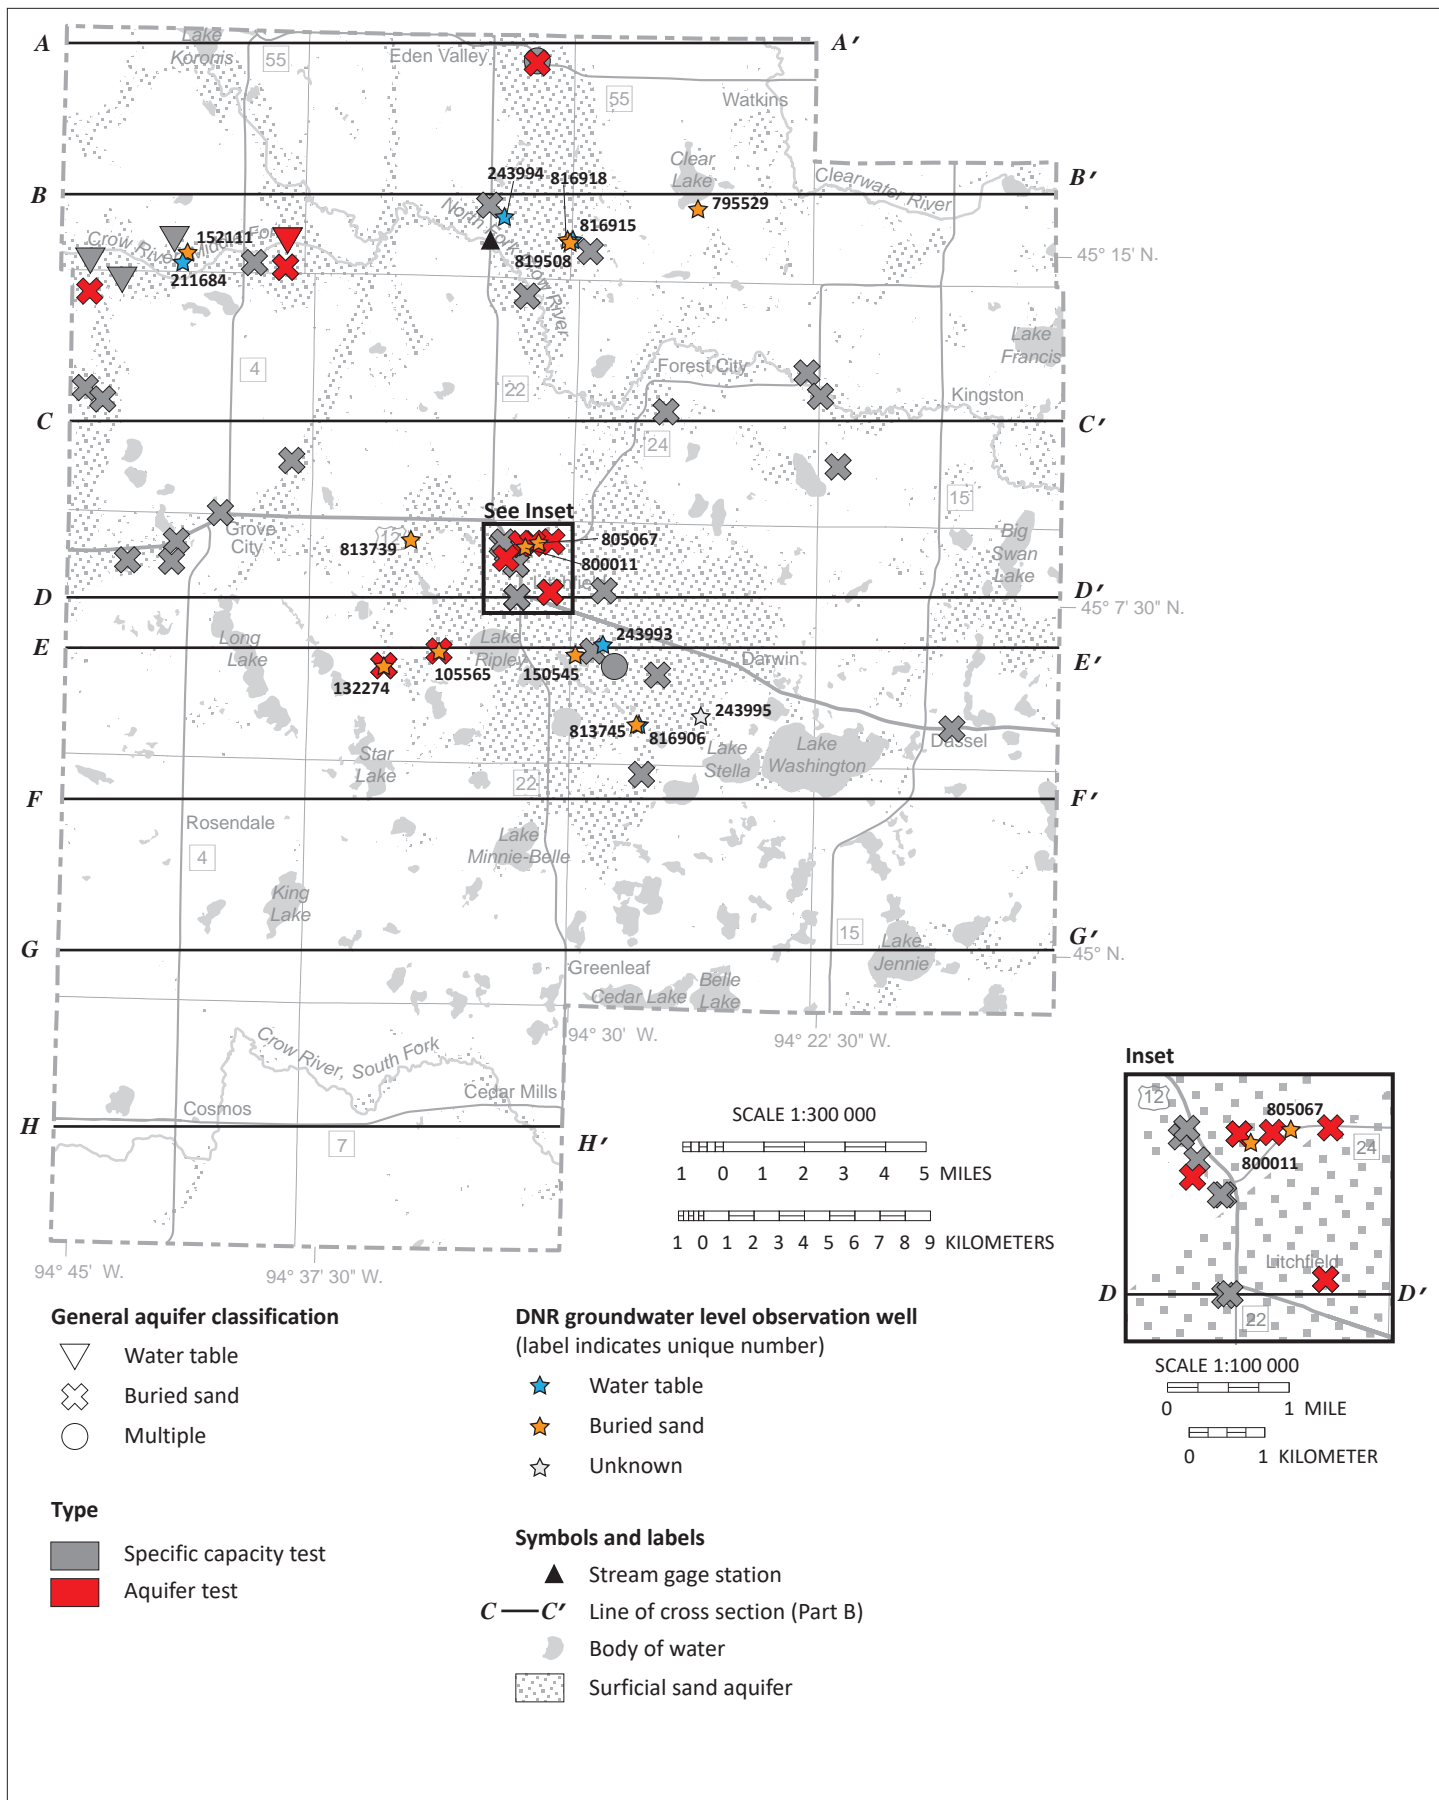 A
Lake
Koronis
55
Eden Valley
A′
55
Watkins
Clear
Lake
243994
816918
B
B′
Clearwater River
795529
North Fork Crow River
Crow River, Middle Fork
152111
211684
816915
819508
45° 15' N.
Lake
Francis
4
22
Forest City
Kingston
C
C′
24
15
See Inset
Grove
City
12
813739
805067
800011
Big
Swan
Lake
D
D′
45° 7' 30" N.
Long
Lake
E
Lake
Ripley
243993
E′
Darwin
132274
105565
150545
243995
813745
816906
Star
Lake
Lake
Stella
Lake
Washington
Dassel
22
F
F′
Rosendale
4
Lake
Minnie-Belle
King
Lake
15
G
G′
45° N.
Lake
Jennie
Greenleaf
Cedar Lake
Belle
Lake
94° 30' W.
94° 22' 30" W.
Crow River, South Fork
Cosmos
Cedar Mills
H
H′
7
94° 45' W.
94° 37' 30" W.
SCALE 1:300 000
1 0 1 2 3 4 5 MILES
1 0 1 2 3 4 5 6 7 8 9 KILOMETERS
Inset
12
805067
24
800011
Litchfield
D
D′
22
SCALE 1:100 000
0 1 MILE
0 1 KILOMETER
General aquifer classification
Water table
Buried sand
Multiple
Type
Specific capacity test
Aquifer test
DNR groundwater level observation well
(label indicates unique number)
Water table
Buried sand
Unknown
Symbols and labels
Stream gage station
C C′ Line of cross section (Part B)
Body of water
Surficial sand aquifer